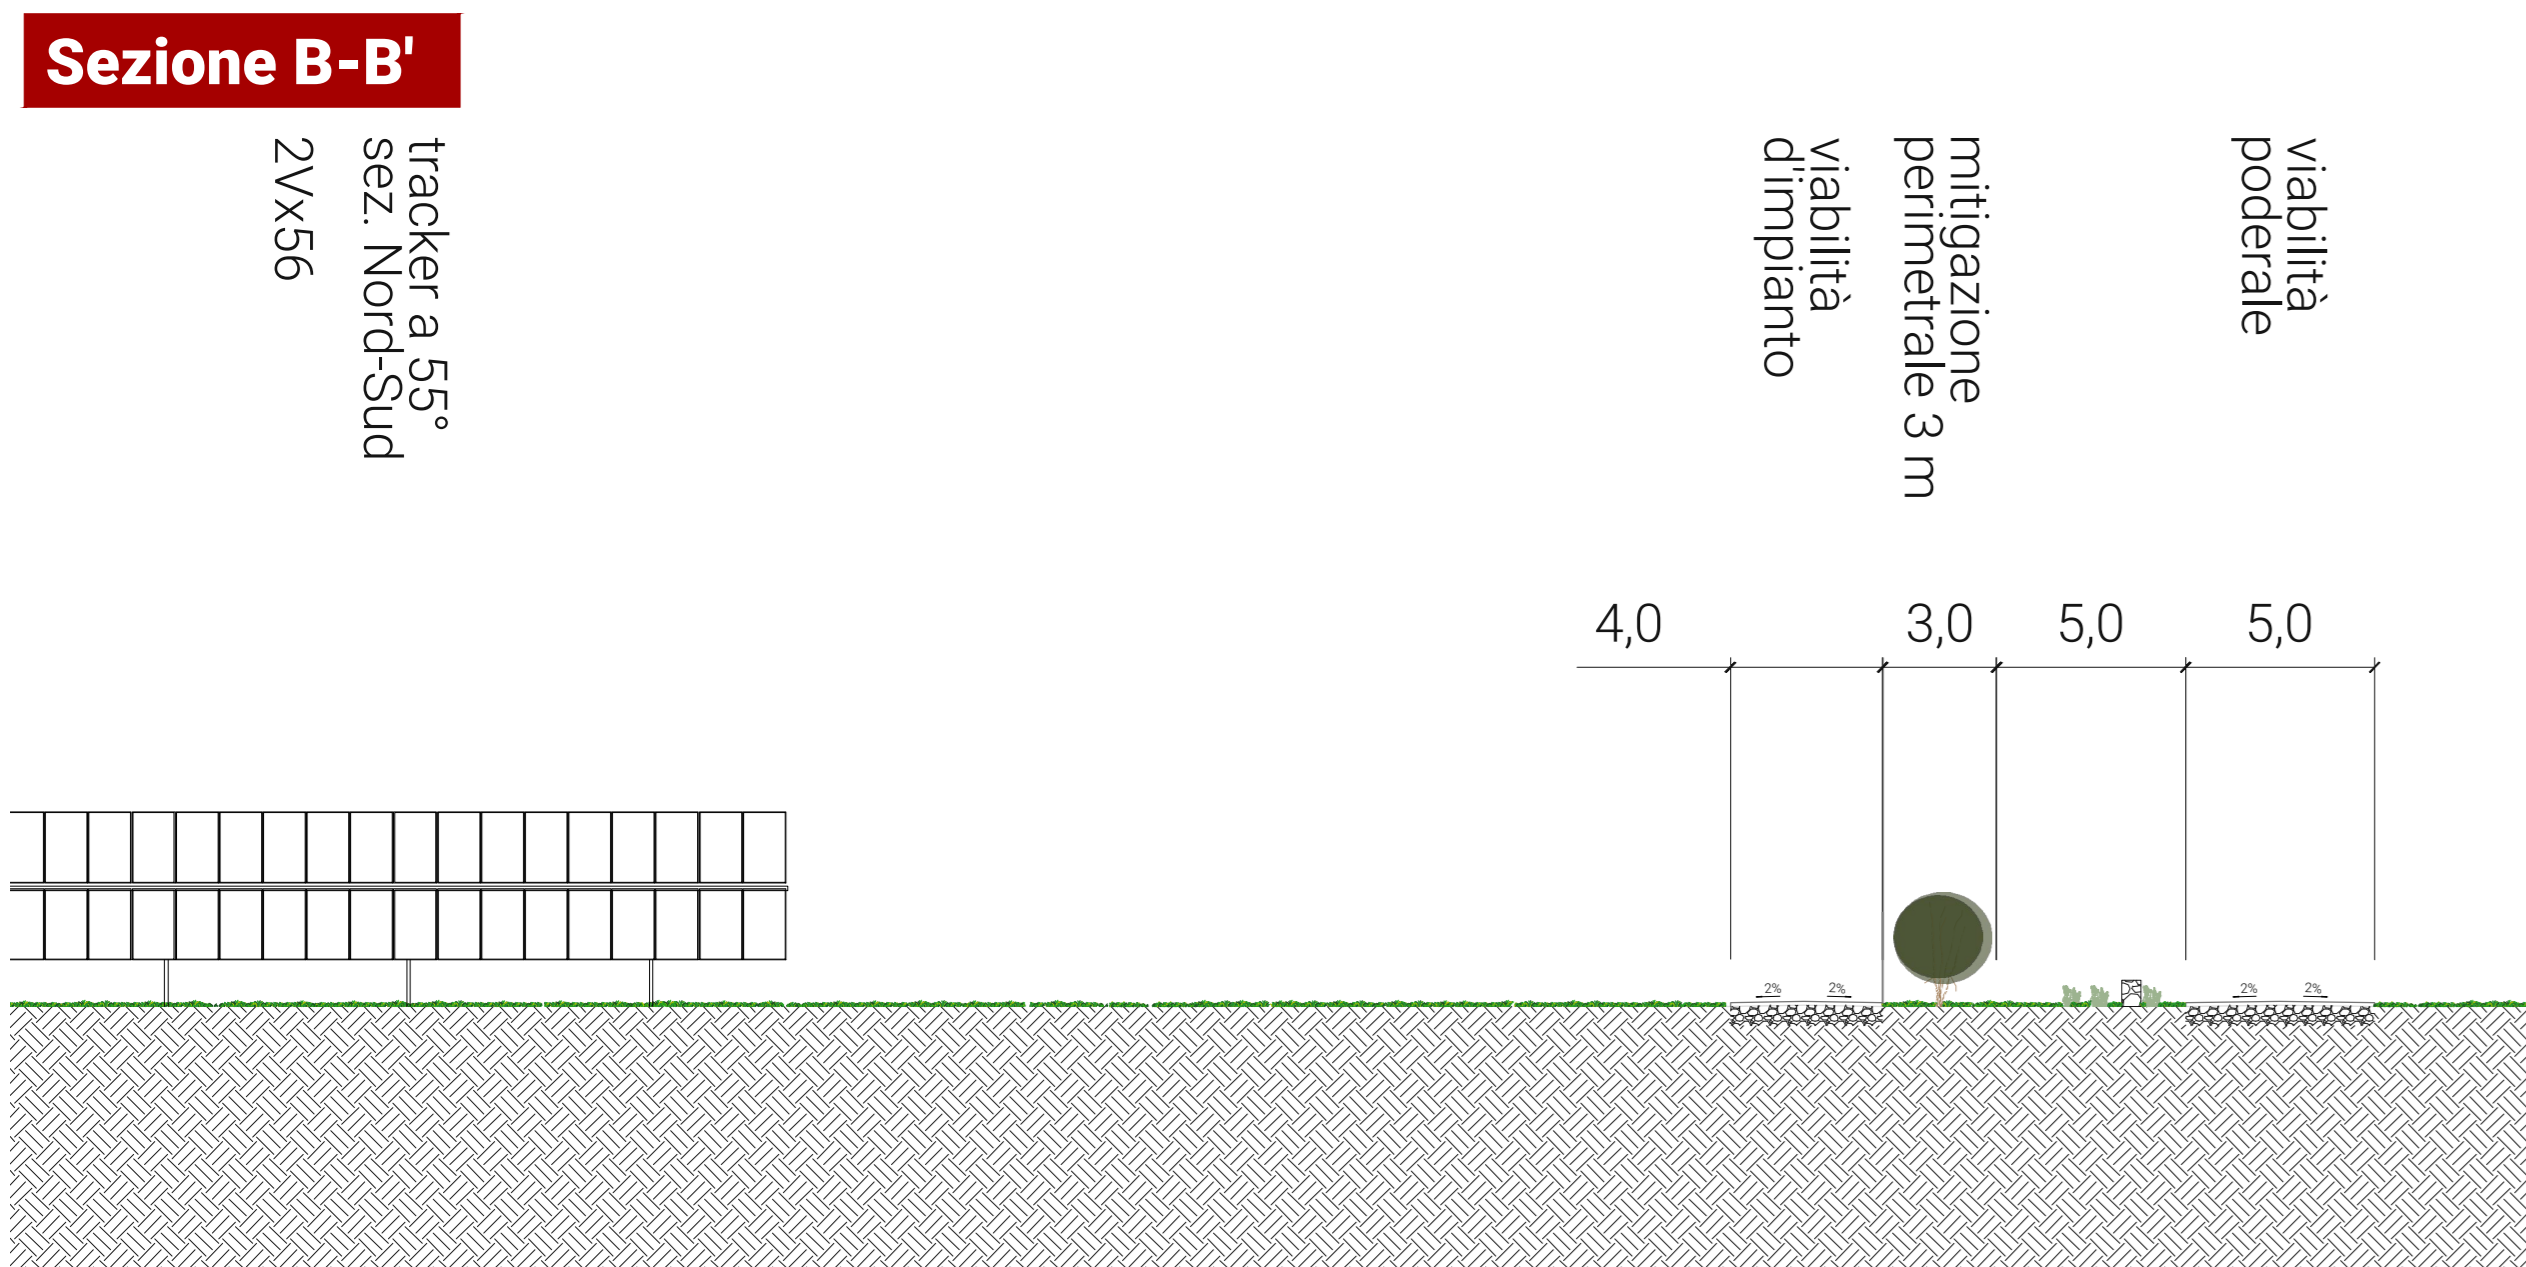 Sezione B-B'
tracker a 55°
sez. Nord-Sud
2Vx56
viabilità
d'impianto
mitigazione
perimetrale 3 m
viabilità
poderale
4,0
3,0
5,0
5,0
2%
2%
2%
2%